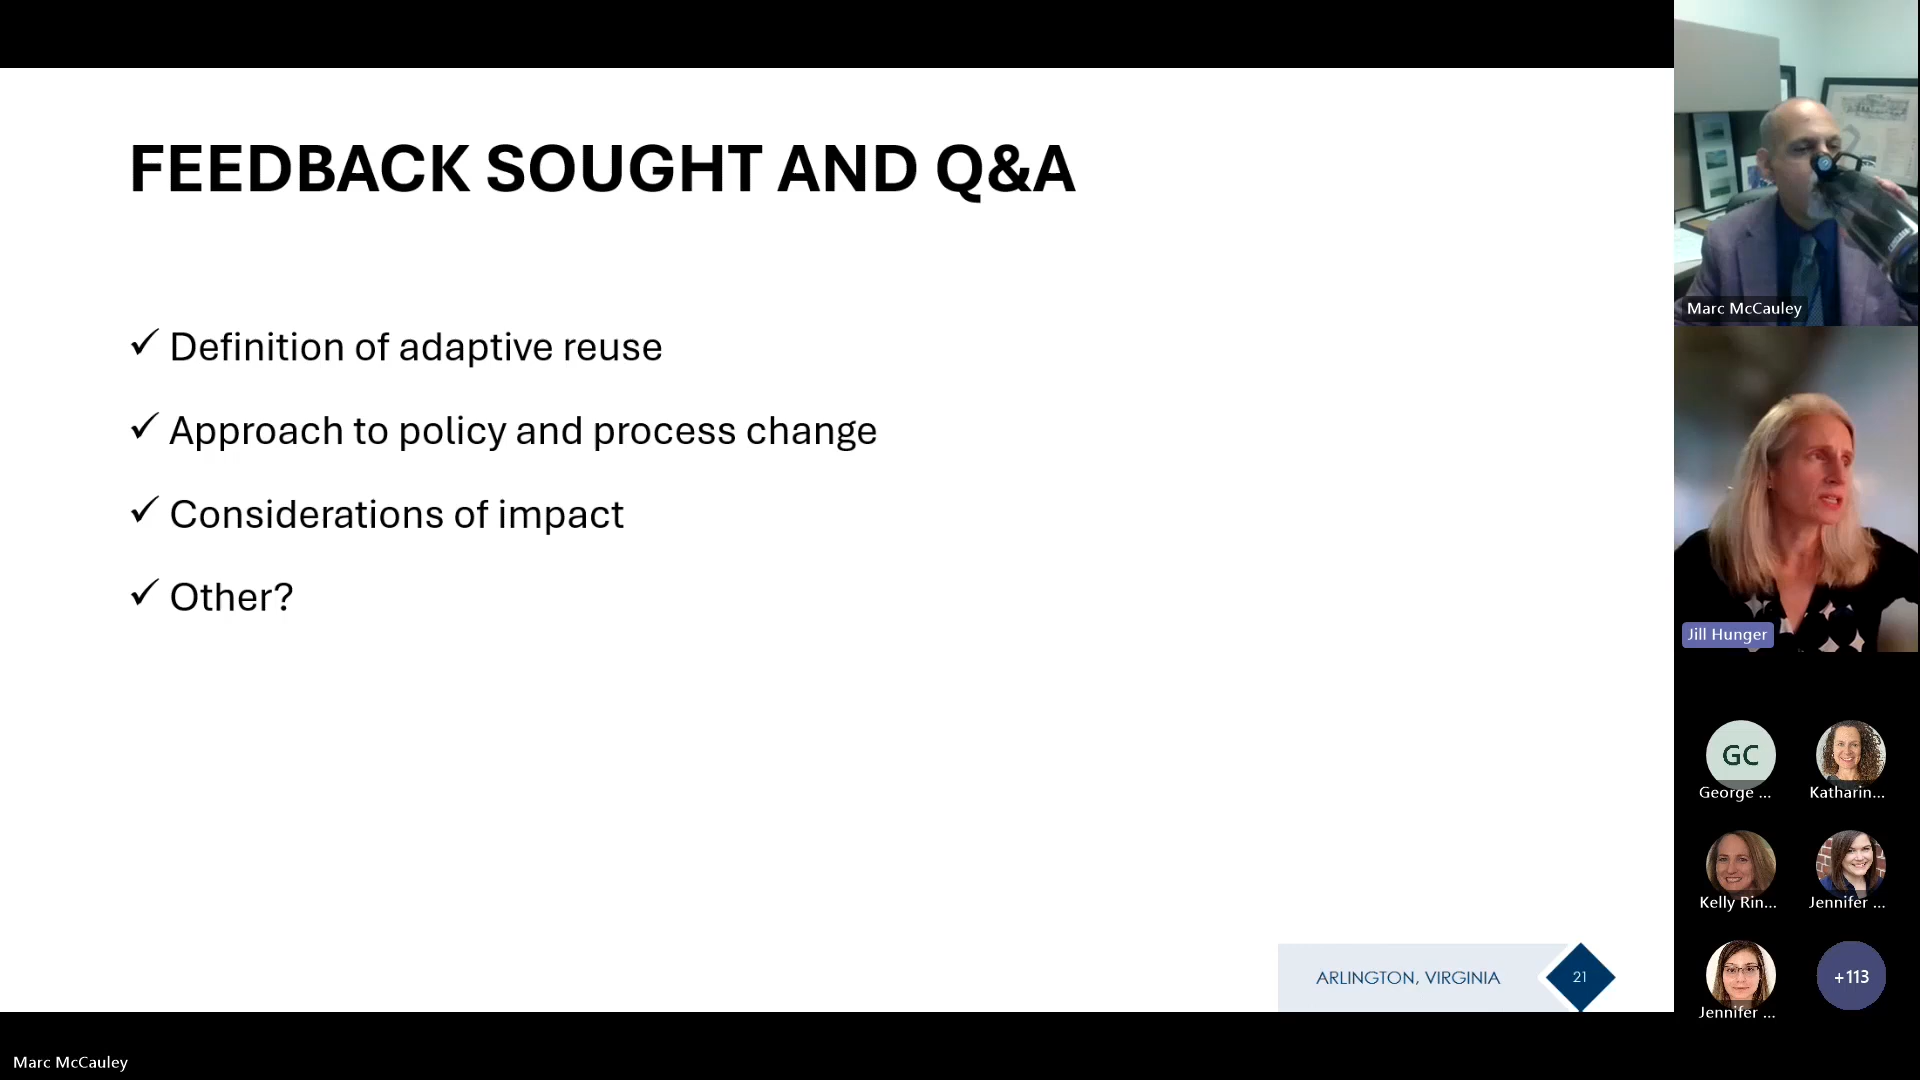 FEEDBACK SOUGHT AND Q&A
Definition of adaptive reuse
Approach to policy and process change
Considerations of impact
Other?
ARLINGTON, VIRGINIA
21
Marc McCauley
Jill Hunger
GC
George ...
Katharin...
Kelly Rin...
Jennifer ...
Jennifer ...
+113
Marc McCauley